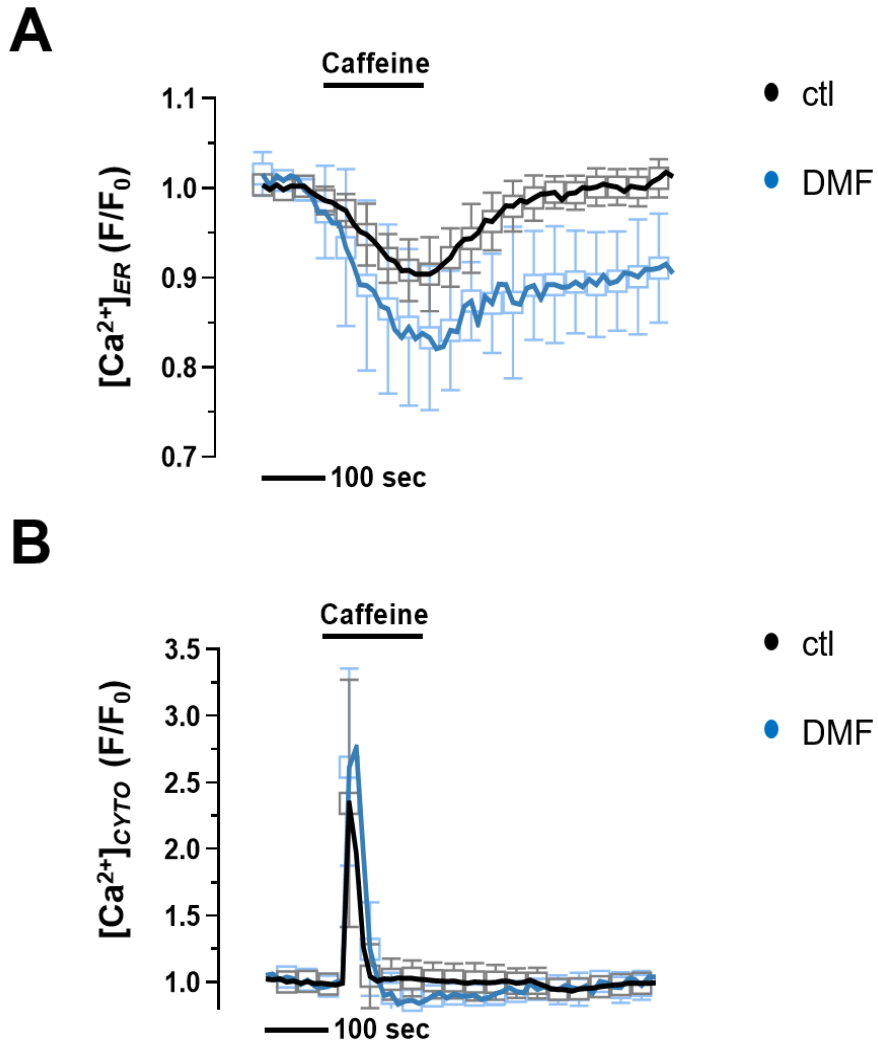 A
Caffeine
ctl
DMF
[Ca²⁺]ER (F/F₀)
1.1
1.0
0.9
0.8
0.7
100 sec
B
Caffeine
ctl
DMF
[Ca²⁺]CYTO (F/F₀)
3.5
3.0
2.5
2.0
1.5
1.0
100 sec